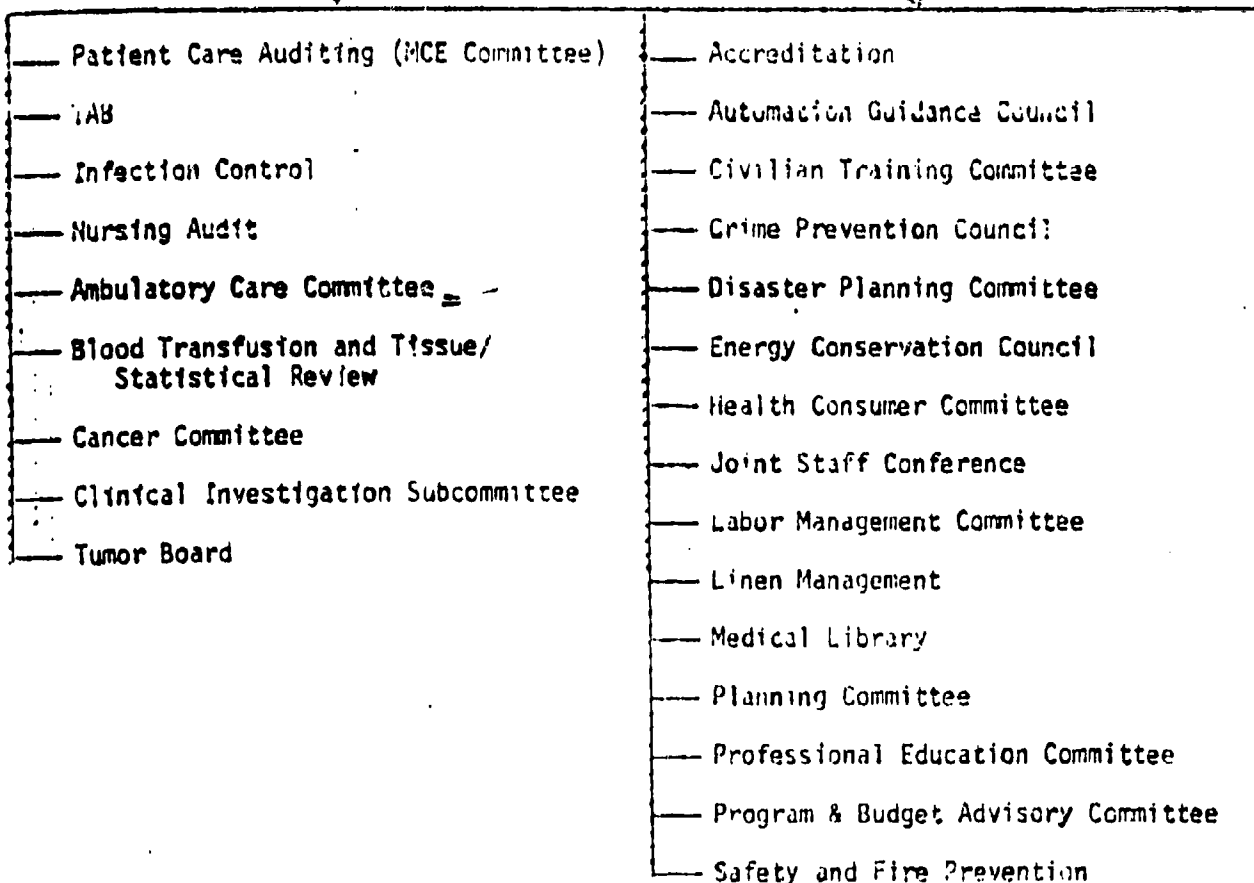 Patient Care Auditing (MCE Committee)
Infection Control
Nursing Audit
Ambulatory Care Committee
Blood Transfusion and Tissue/
Statistical Review
Cancer Committee
Clinical Investigation Subcommittee
Tumor Board
Accreditation
Automation Guidance Council
Civilian Training Committee
Crime Prevention Council
Disaster Planning Committee
Energy Conservation Council
Health Consumer Committee
Joint Staff Conference
Labor Management Committee
Linen Management
Medical Library
Planning Committee
Professional Education Committee
Program & Budget Advisory Committee
Safety and Fire Prevention